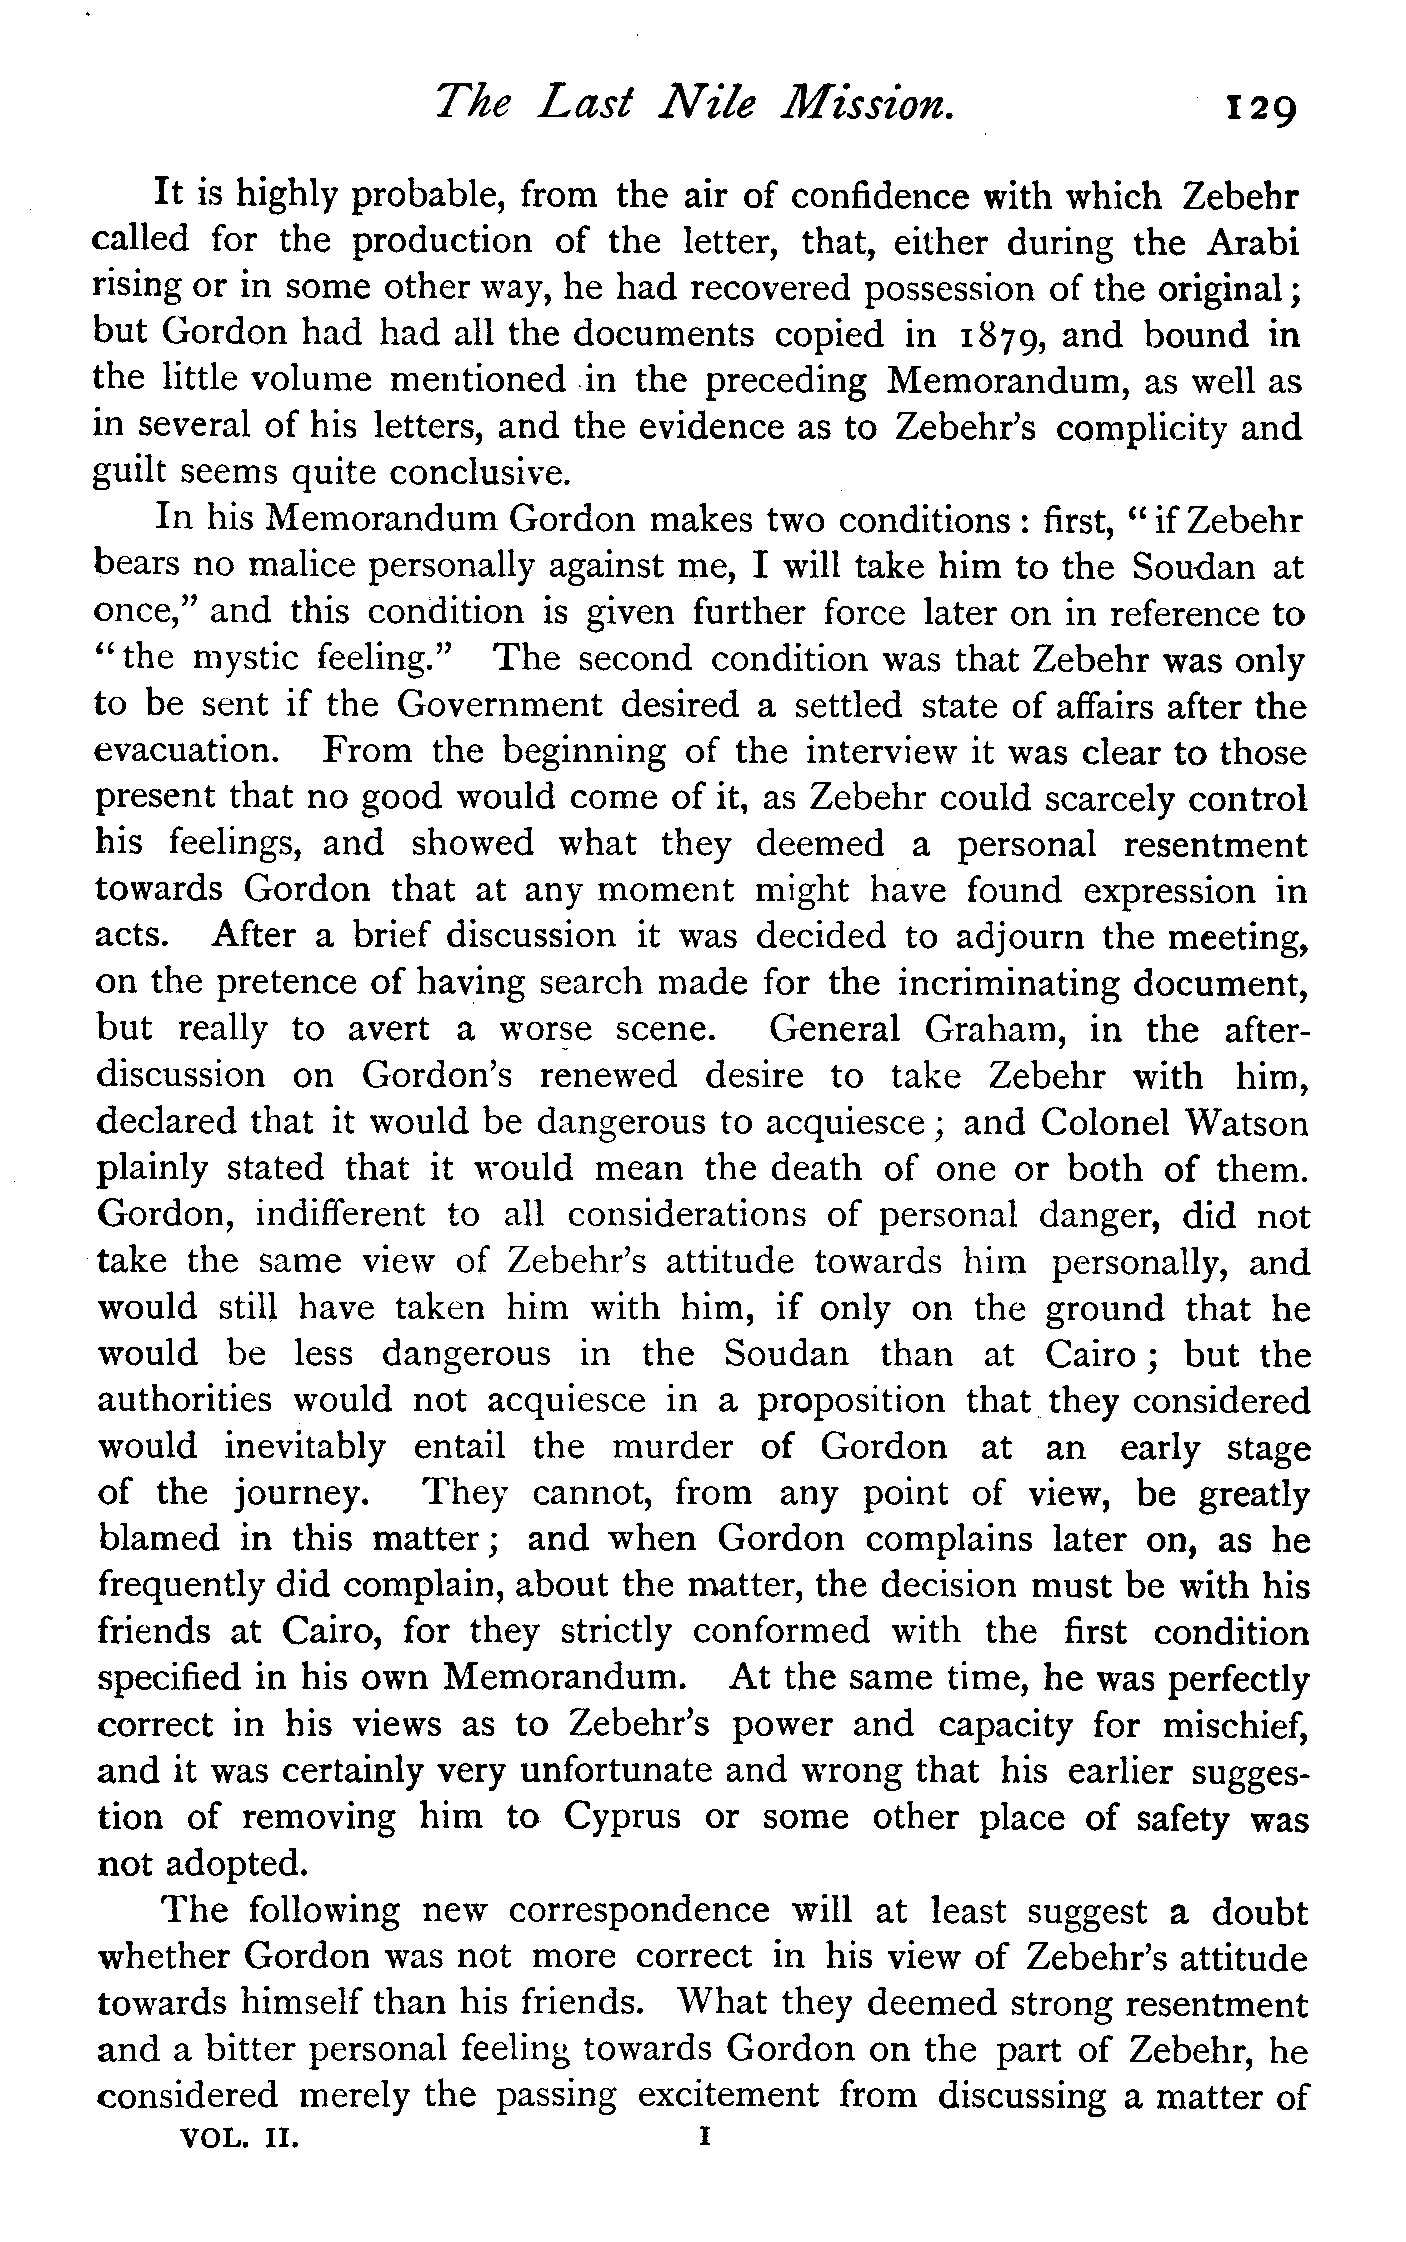 The Last Nile Mission. 129
It is highly probable, from the air of confidence with which Zebehr
called for the production of the letter, that, either during the Arabi
rising or in some other way, he had recovered possession of the original;
but Gordon had had all the documents copied in 1879, and bound in
the little volume mentioned in the preceding Memorandum, as well as
in several of his letters, and the evidence as to Zebehr's complicity and
guilt seems quite conclusive.
In his Memorandum Gordon makes two conditions: first, "if Zebehr
bears no malice personally against me, I will take him to the Soudan at
once," and this condition is given further force later on in reference to
"the mystic feeling." The second condition was that Zebehr was only
to be sent if the Government desired a settled state of affairs after the
evacuation. From the beginning of the interview it was clear to those
present that no good would come of it, as Zebehr could scarcely control
his feelings, and showed what they deemed a personal resentment
towards Gordon that at any moment might have found expression in
acts. After a brief discussion it was decided to adjourn the meeting,
on the pretence of having search made for the incriminating document,
but really to avert a worse scene. General Graham, in the after-
discussion on Gordon's renewed desire to take Zebehr with him,
declared that it would be dangerous to acquiesce; and Colonel Watson
plainly stated that it would mean the death of one or both of them.
Gordon, indifferent to all considerations of personal danger, did not
take the same view of Zebehr's attitude towards him personally, and
would still have taken him with him, if only on the ground that he
would be less dangerous in the Soudan than at Cairo; but the
authorities would not acquiesce in a proposition that they considered
would inevitably entail the murder of Gordon at an early stage
of the journey. They cannot, from any point of view, be greatly
blamed in this matter; and when Gordon complains later on, as he
frequently did complain, about the matter, the decision must be with his
friends at Cairo, for they strictly conformed with the first condition
specified in his own Memorandum. At the same time, he was perfectly
correct in his views as to Zebehr's power and capacity for mischief,
and it was certainly very unfortunate and wrong that his earlier sugges-
tion of removing him to Cyprus or some other place of safety was
not adopted.
The following new correspondence will at least suggest a doubt
whether Gordon was not more correct in his view of Zebehr's attitude
towards himself than his friends. What they deemed strong resentment
and a bitter personal feeling towards Gordon on the part of Zebehr, he
considered merely the passing excitement from discussing a matter of
VOL. II. I